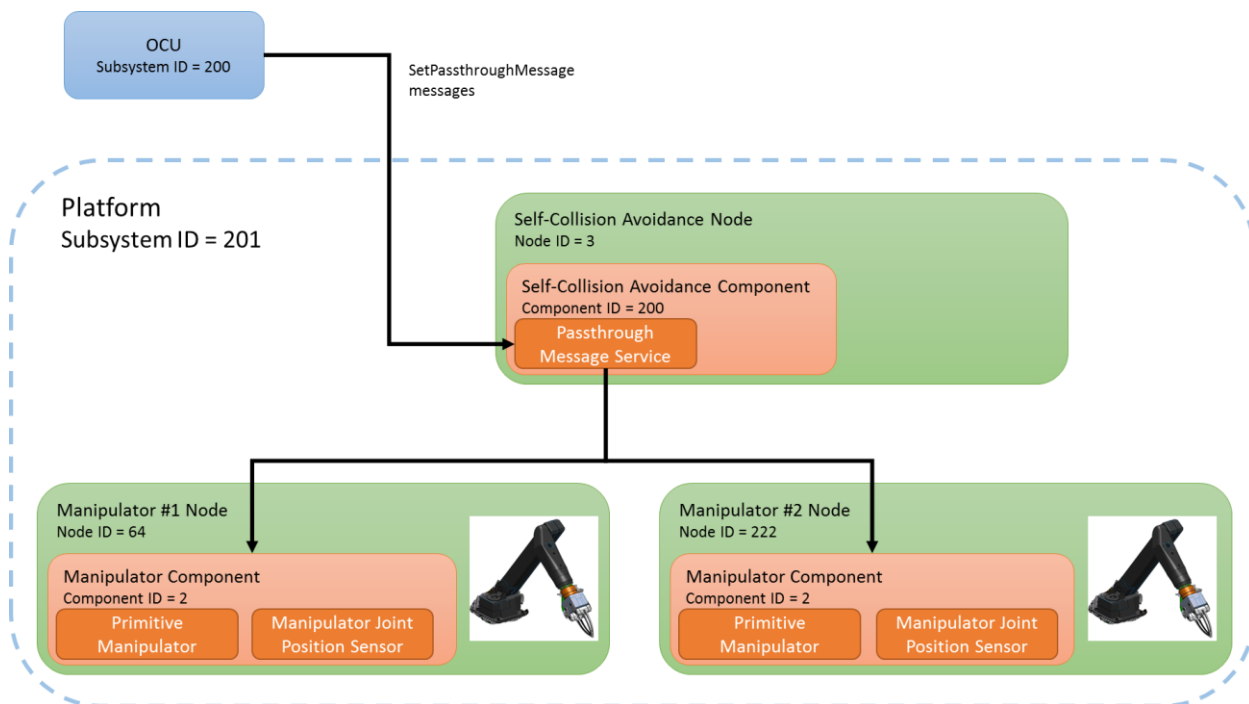 OCU
Subsystem ID = 200
SetPassthroughMessage
messages
Platform
Subsystem ID = 201
Self-Collision Avoidance Node
Node ID = 3
Self-Collision Avoidance Component
Component ID = 200
Passthrough
Message Service
Manipulator #1 Node
Node ID = 64
Manipulator Component
Component ID = 2
Primitive
Manipulator
Manipulator Joint
Position Sensor
Manipulator #2 Node
Node ID = 222
Manipulator Component
Component ID = 2
Primitive
Manipulator
Manipulator Joint
Position Sensor